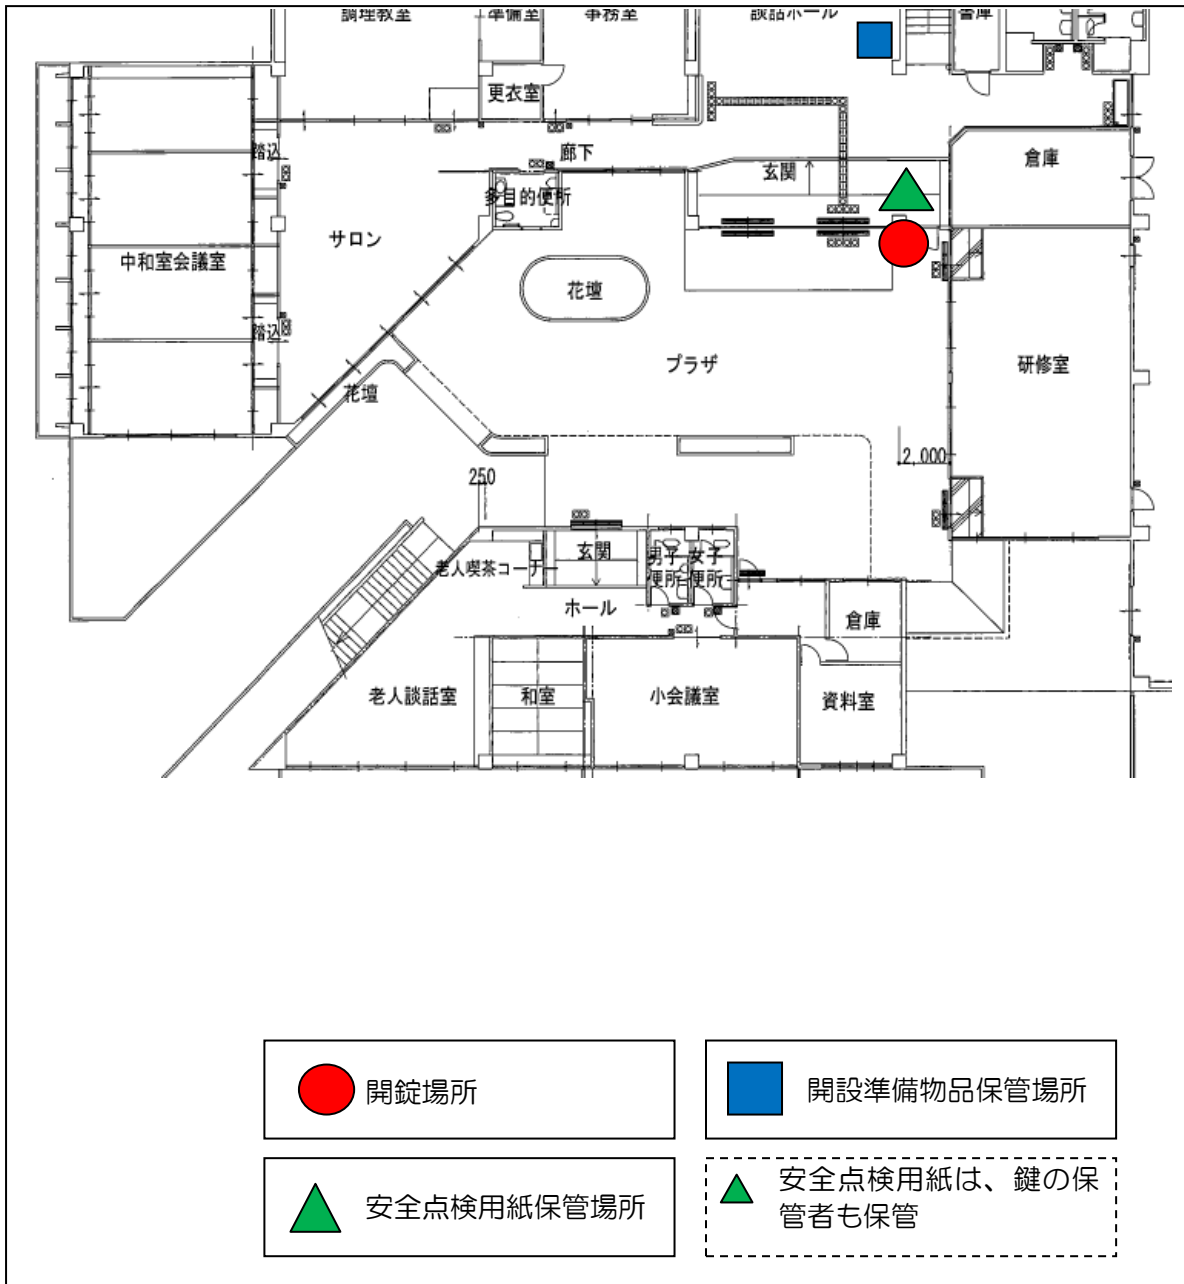 調理教室
準備室
事務室
談話ホール
書庫
更衣室
廊下
玄関
倉庫
踏込
多目的便所
サロン
中和室会議室
花壇
踏込
プラザ
研修室
花壇
2,000
250
玄関
男子便所
女子便所
老人喫茶コーナー
ホール
倉庫
老人談話室
和室
小会議室
資料室
開錠場所
開設準備物品保管場所
安全点検用紙保管場所
安全点検用紙は、鍵の保
管者も保管